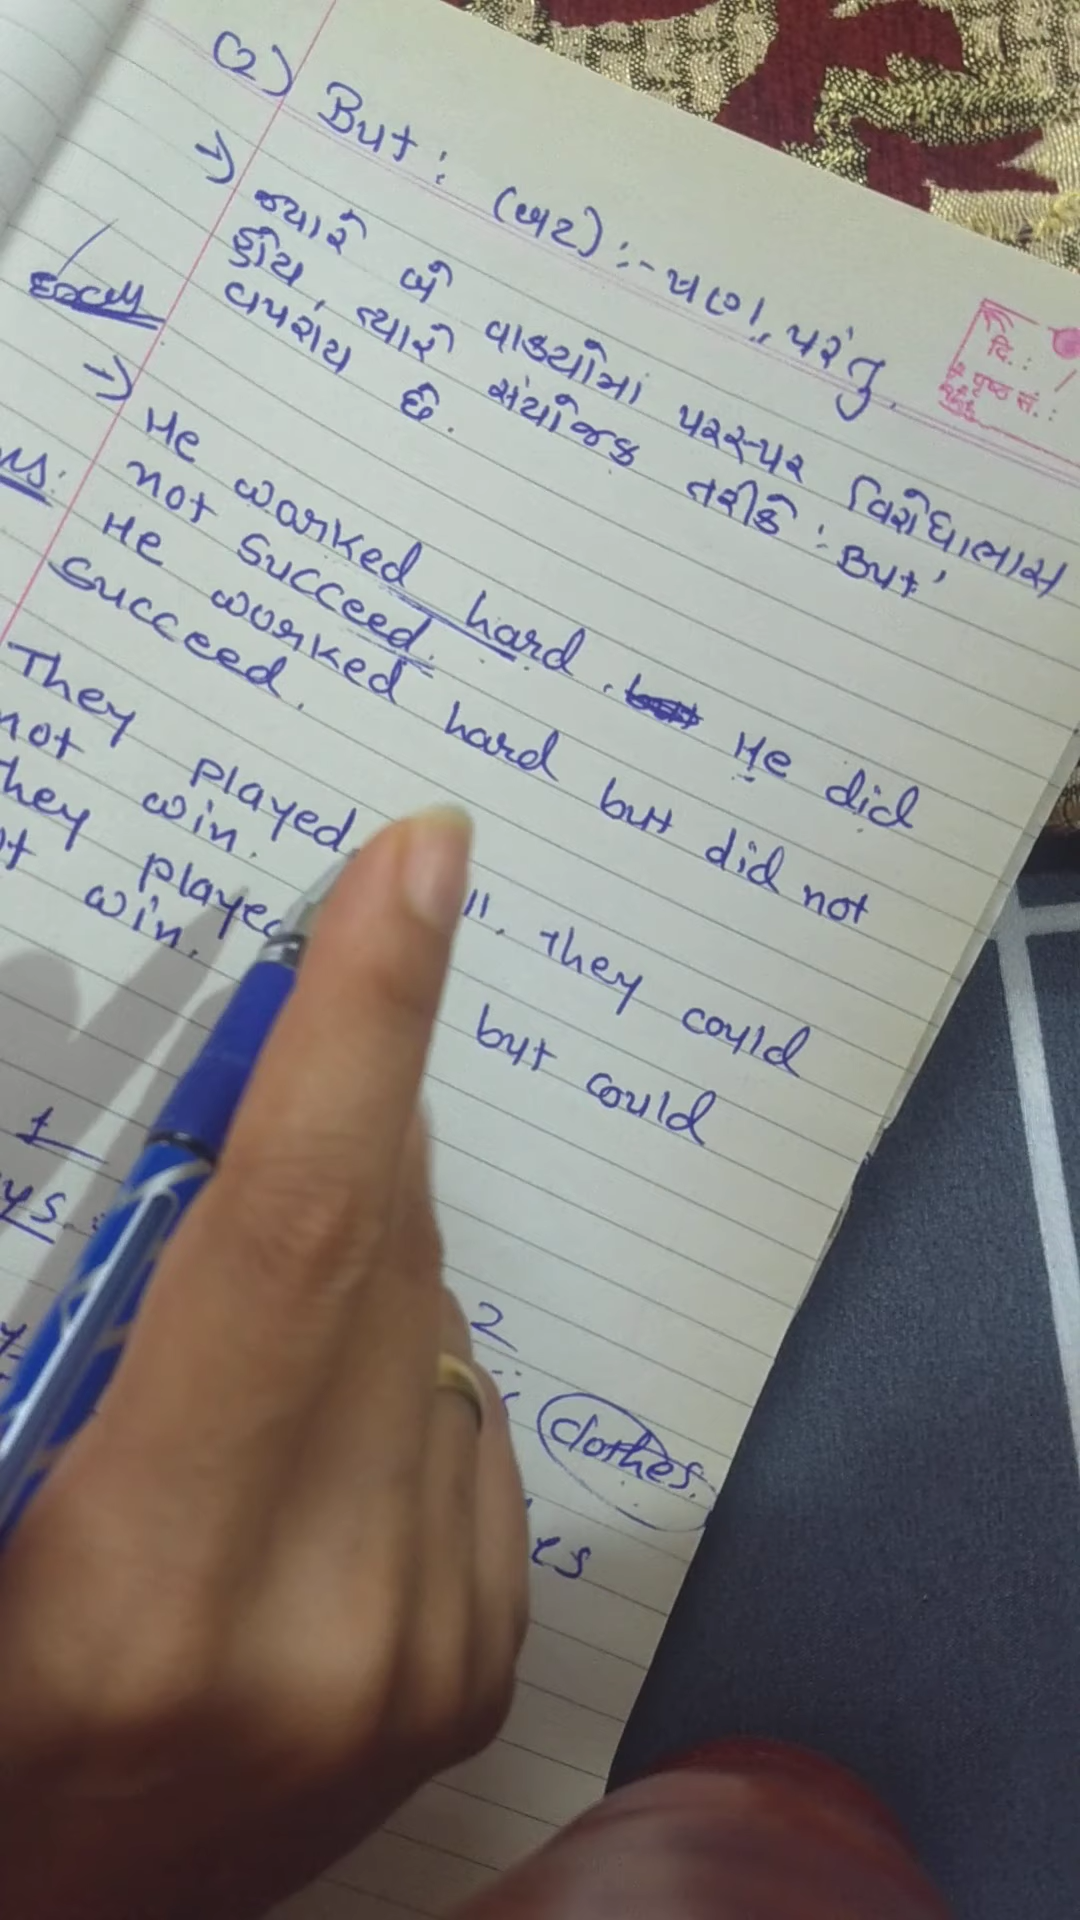 (2) But : (બટ) :- પણ, પરંતુ.
→ જ્યારે બે વાક્યોમાં પરસ્પર વિરોધાભાસ
હોય, ત્યારે સંયોજક તરીકે 'But'
વપરાય છે.
→ He worked hard. He did
not succeed.
He worked hard but did not
succeed.
They played ll. They could
not win.
They played but could
win.
1
2
clothes.
को
दि.: /
पृष्ठ सं.: